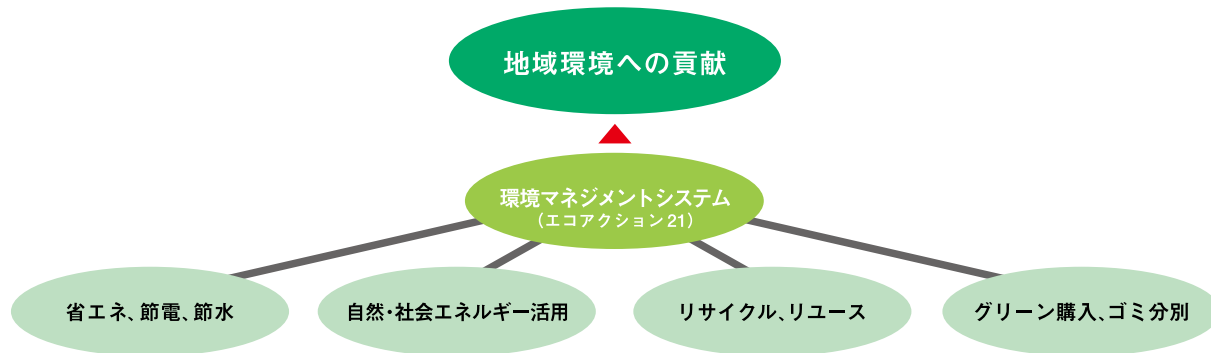 地域環境への貢献
環境マネジメントシステム
（エコアクション21）
省エネ、節電、節水
自然・社会エネルギー活用
リサイクル、リユース
グリーン購入、ゴミ分別